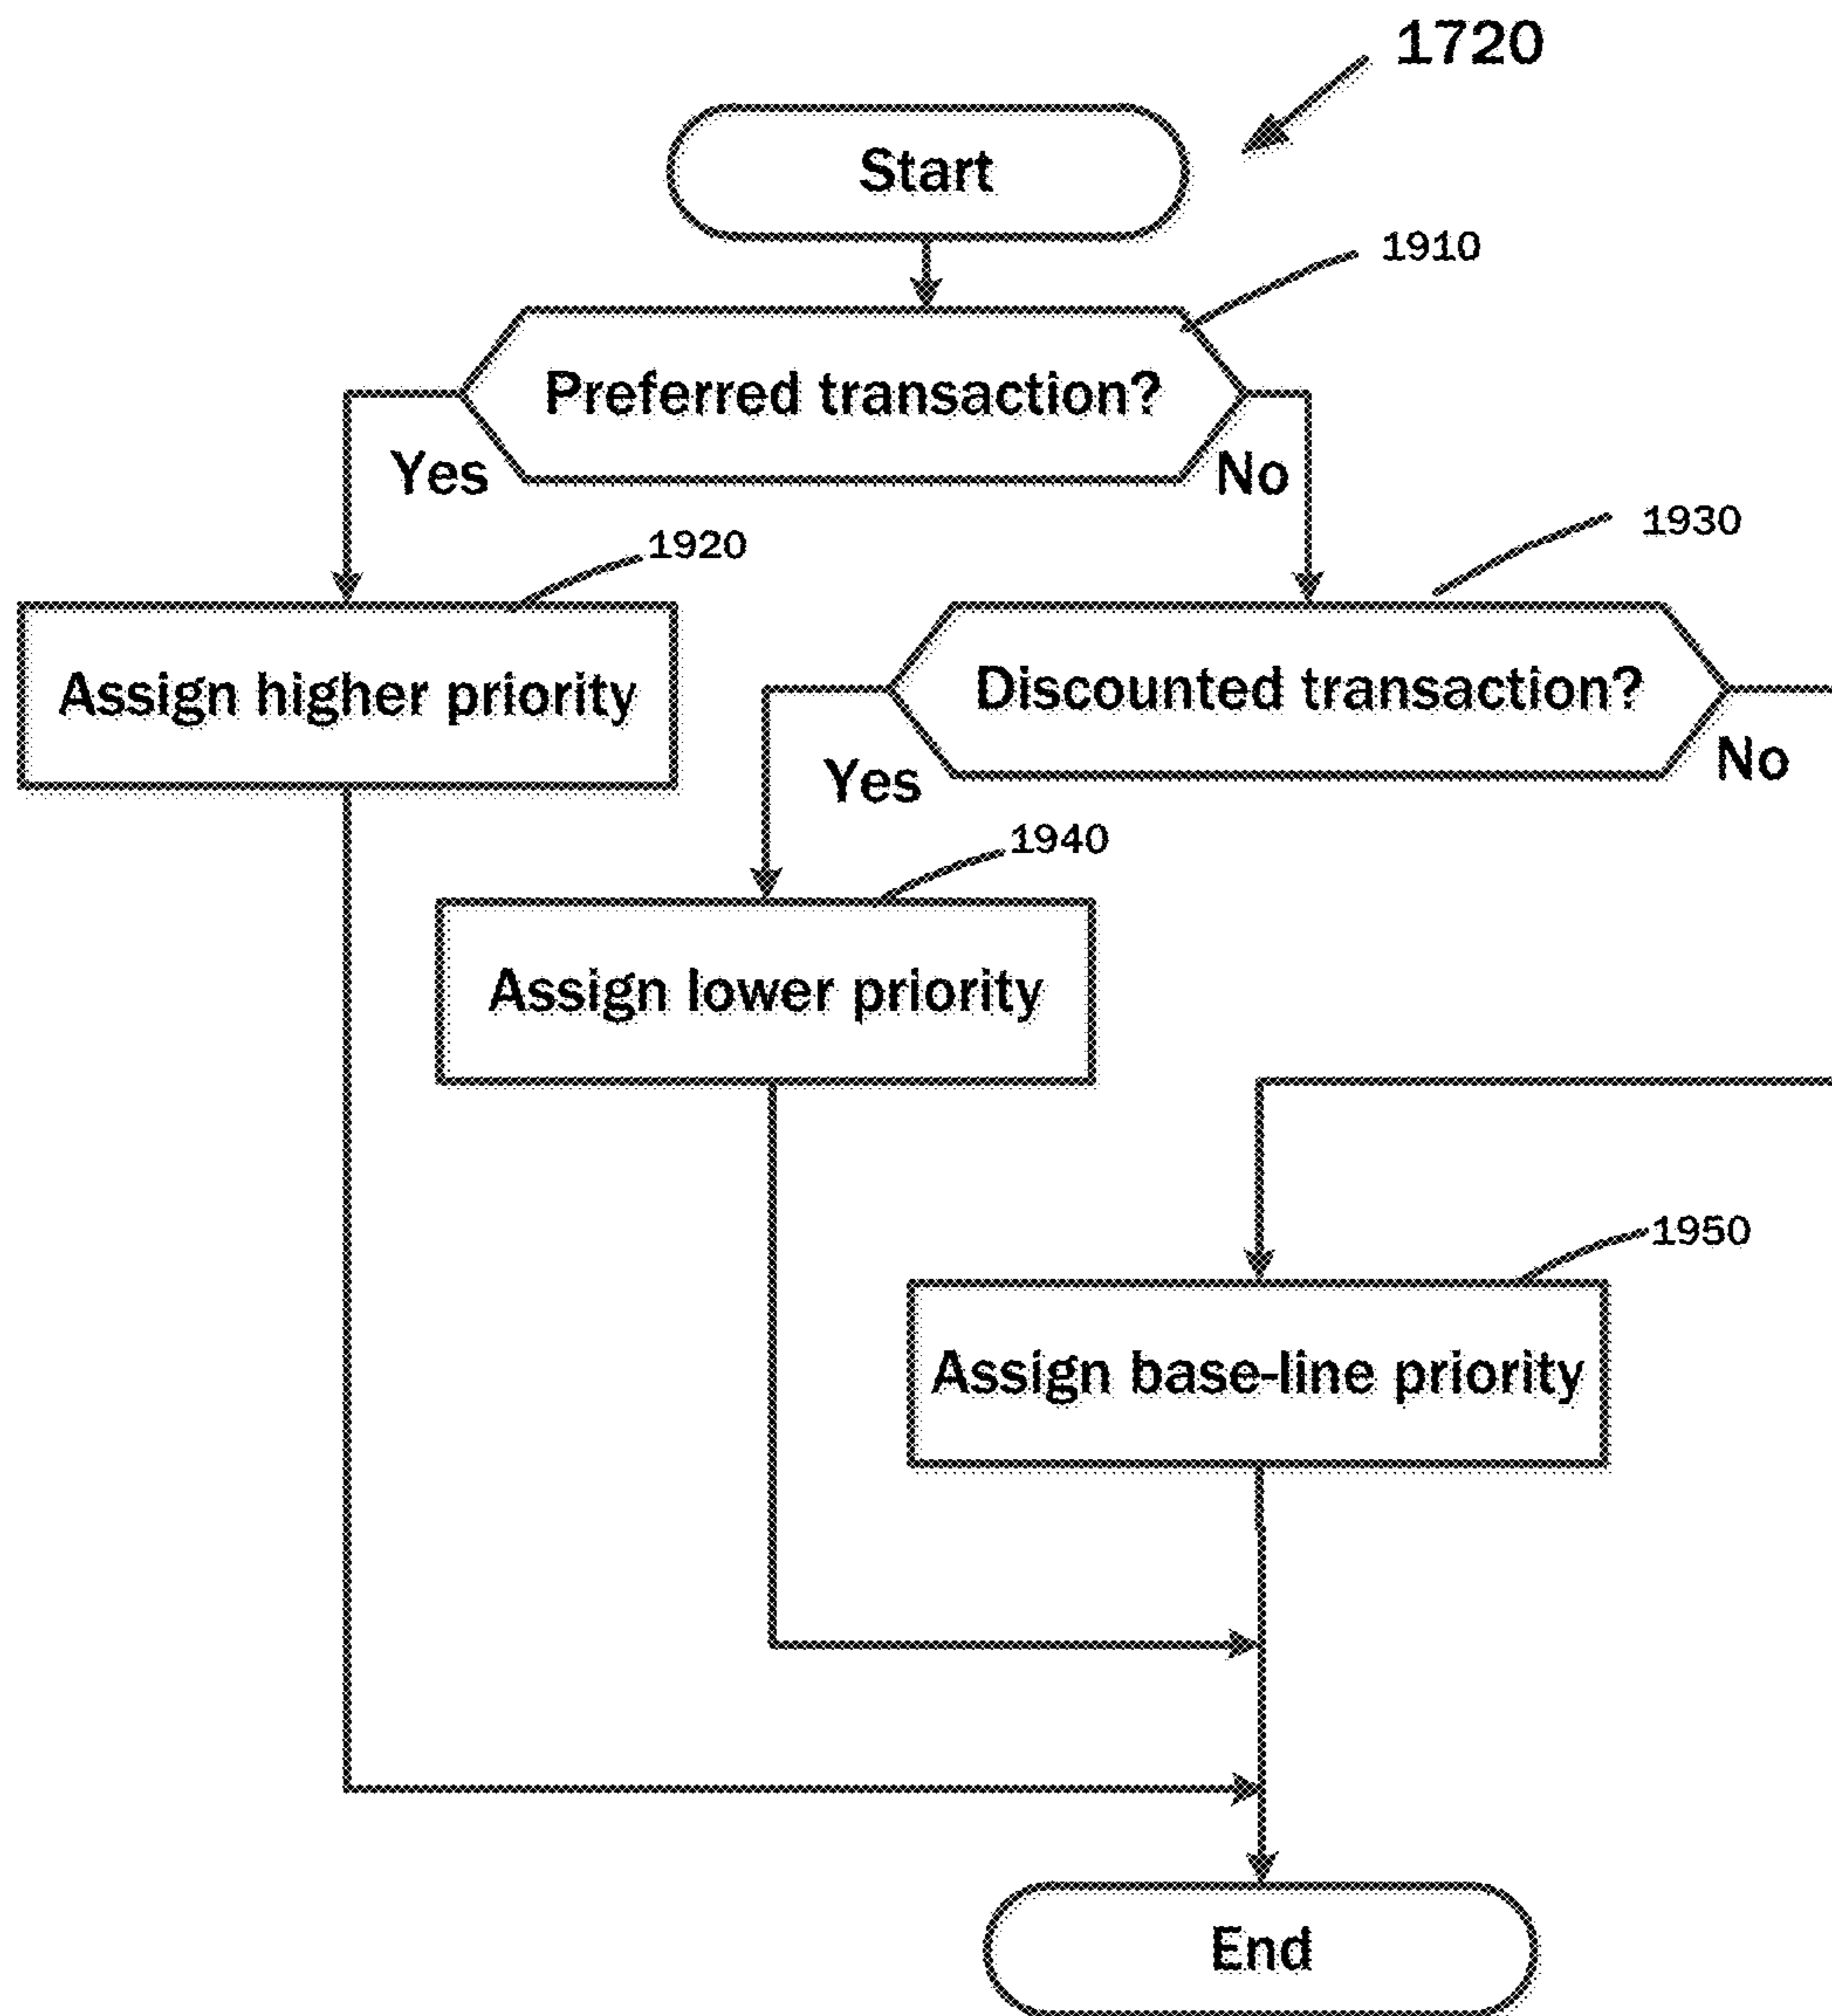 1720
Start
1910
Preferred transaction?
Yes
No
1920
1930
Assign higher priority
Discounted transaction?
Yes
No
1940
Assign lower priority
1950
Assign base-line priority
End